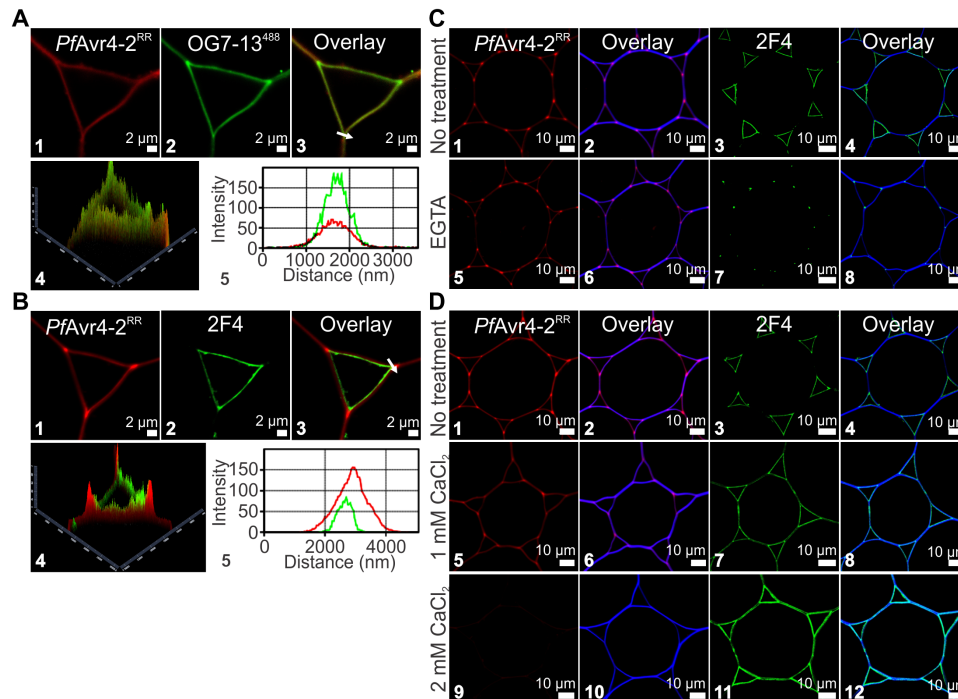 A
PfAvr4-2RR
OG7-13488
Overlay
2 µm
2 µm
2 µm
1
2
3
4
Intensity
150
100
50
0
0 1000 2000 3000
Distance (nm)
5
B
PfAvr4-2RR
2F4
Overlay
2 µm
2 µm
2 µm
1
2
3
4
Intensity
150
100
50
0
0 2000 4000
Distance (nm)
5
C
No treatment
PfAvr4-2RR
Overlay
2F4
Overlay
10 µm
10 µm
10 µm
10 µm
1
2
3
4
EGTA
10 µm
10 µm
10 µm
10 µm
5
6
7
8
D
No treatment
PfAvr4-2RR
Overlay
2F4
Overlay
10 µm
10 µm
10 µm
10 µm
1
2
3
4
1 mM CaCl2
10 µm
10 µm
10 µm
10 µm
5
6
7
8
2 mM CaCl2
10 µm
10 µm
10 µm
10 µm
9
10
11
12